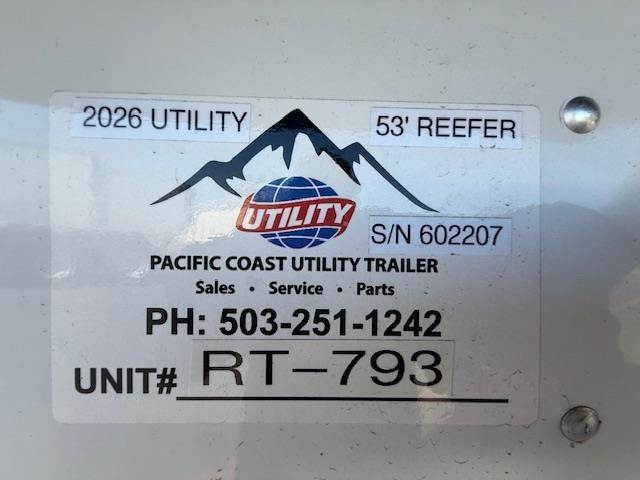 2026 UTILITY 53' REEFER
UTILITY
S/N 602207
PACIFIC COAST UTILITY TRAILER
Sales • Service • Parts
PH: 503-251-1242
UNIT# RT-793